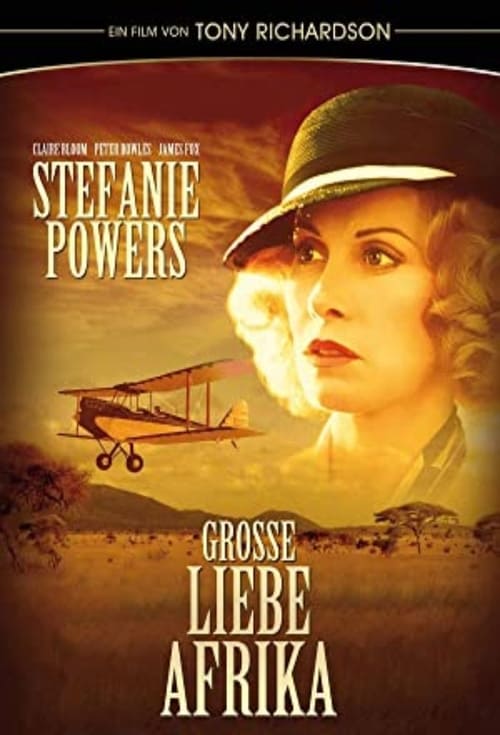 EIN FILM VON TONY RICHARDSON
CLAIRE BLOOM PETER BOWLES JAMES FOX
STEFANIE
POWERS
GROSSE
LIEBE
AFRIKA